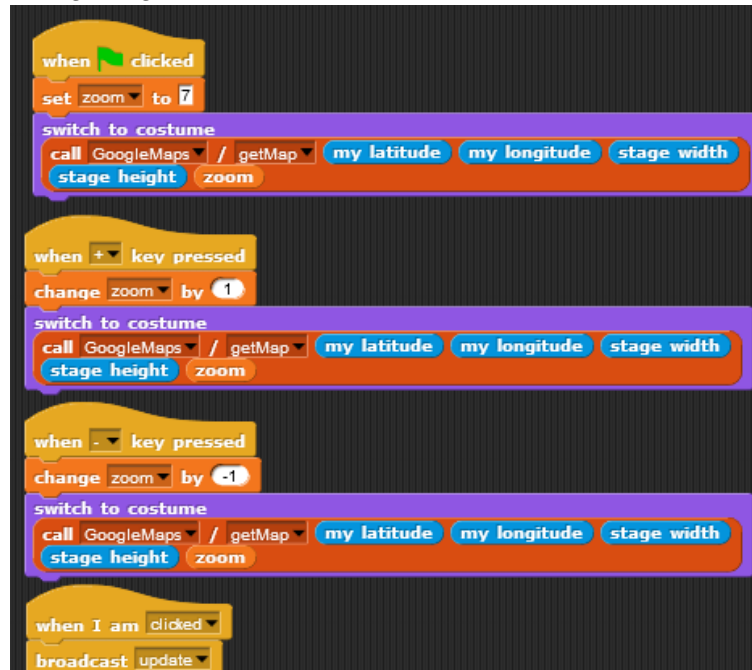 when clicked
set zoom to 7
switch to costume
call GoogleMaps / getMap my latitude my longitude stage width
stage height zoom
when + key pressed
change zoom by 1
switch to costume
call GoogleMaps / getMap my latitude my longitude stage width
stage height zoom
when - key pressed
change zoom by -1
switch to costume
call GoogleMaps / getMap my latitude my longitude stage width
stage height zoom
when I am clicked
broadcast update